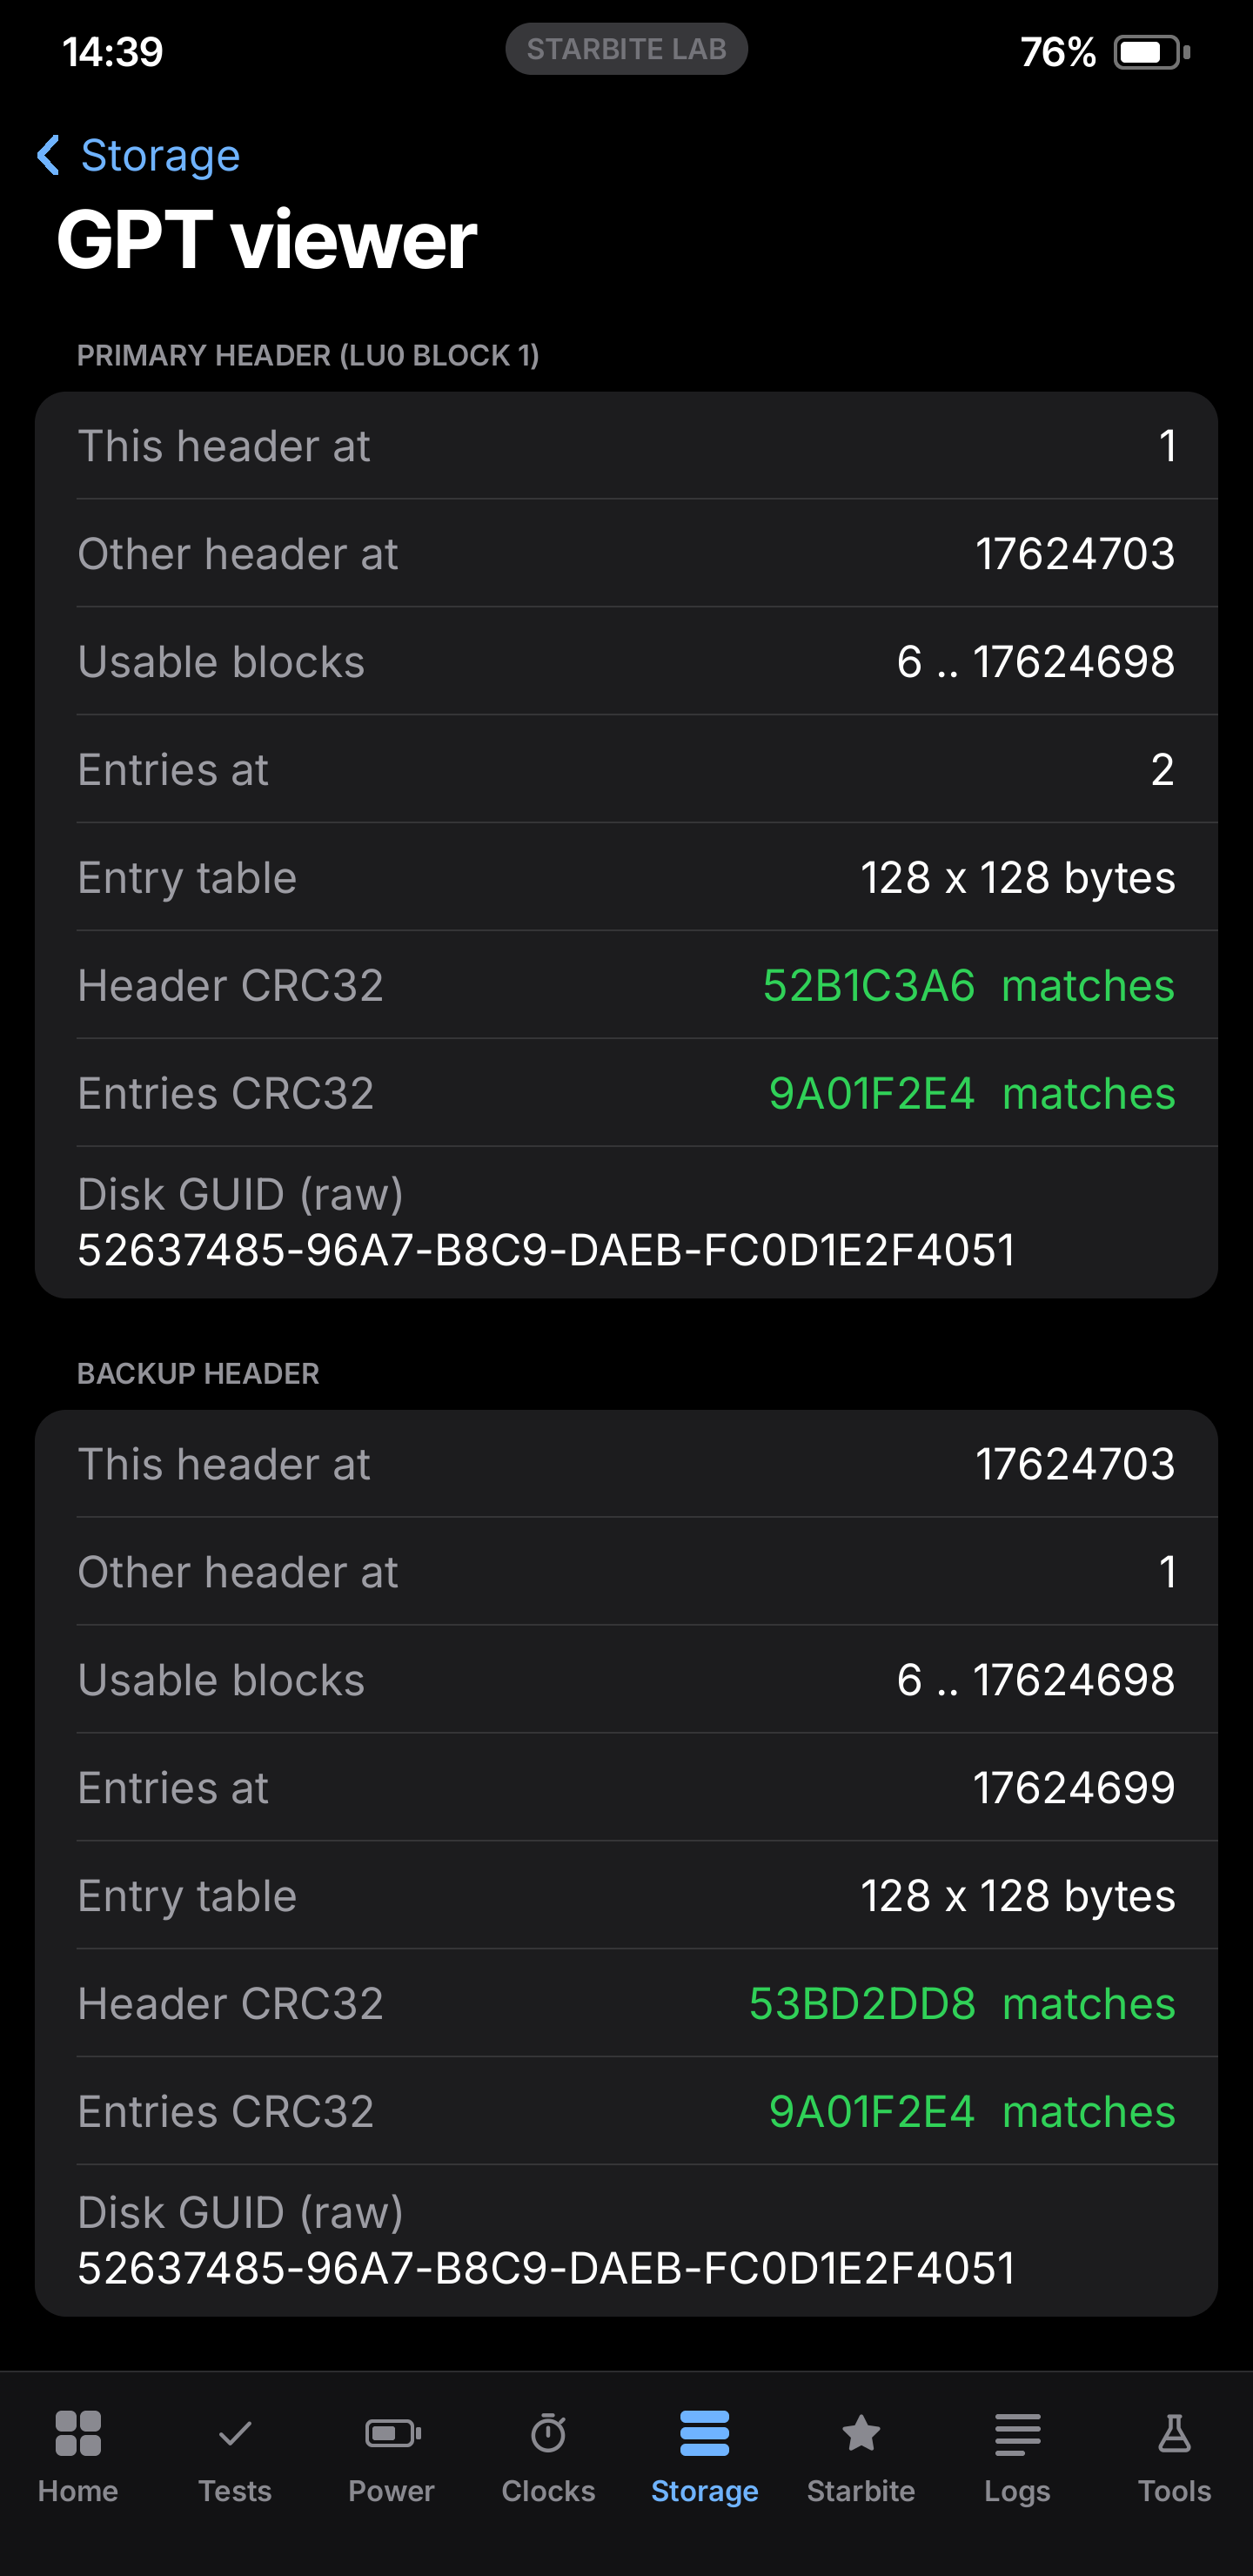 14:39
STARBITE LAB
76%
Storage
GPT viewer
PRIMARY HEADER (LU0 BLOCK 1)
This header at 1
Other header at 17624703
Usable blocks 6 .. 17624698
Entries at 2
Entry table 128 x 128 bytes
Header CRC32 52B1C3A6 matches
Entries CRC32 9A01F2E4 matches
Disk GUID (raw)
52637485-96A7-B8C9-DAEB-FC0D1E2F4051
BACKUP HEADER
This header at 17624703
Other header at 1
Usable blocks 6 .. 17624698
Entries at 17624699
Entry table 128 x 128 bytes
Header CRC32 53BD2DD8 matches
Entries CRC32 9A01F2E4 matches
Disk GUID (raw)
52637485-96A7-B8C9-DAEB-FC0D1E2F4051
Home Tests Power Clocks Storage Starbite Logs Tools